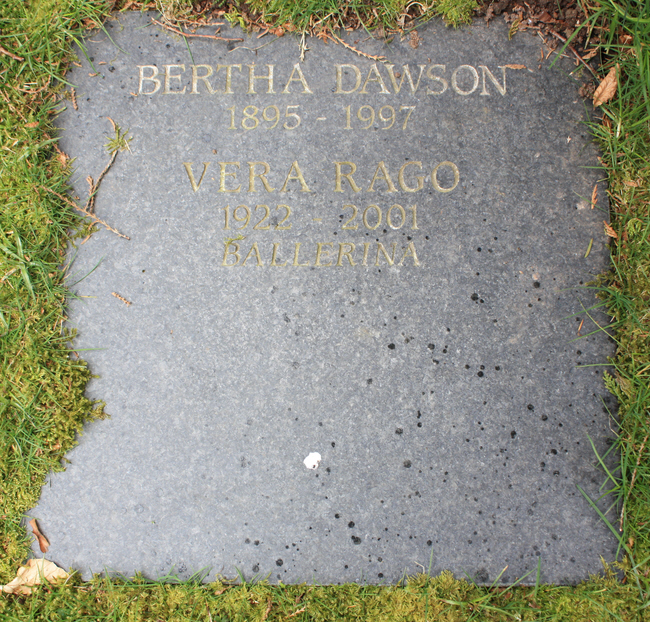 BERTHA DAWSON
1895 - 1997
VERA RAGO
1922 - 2001
BALLERINA